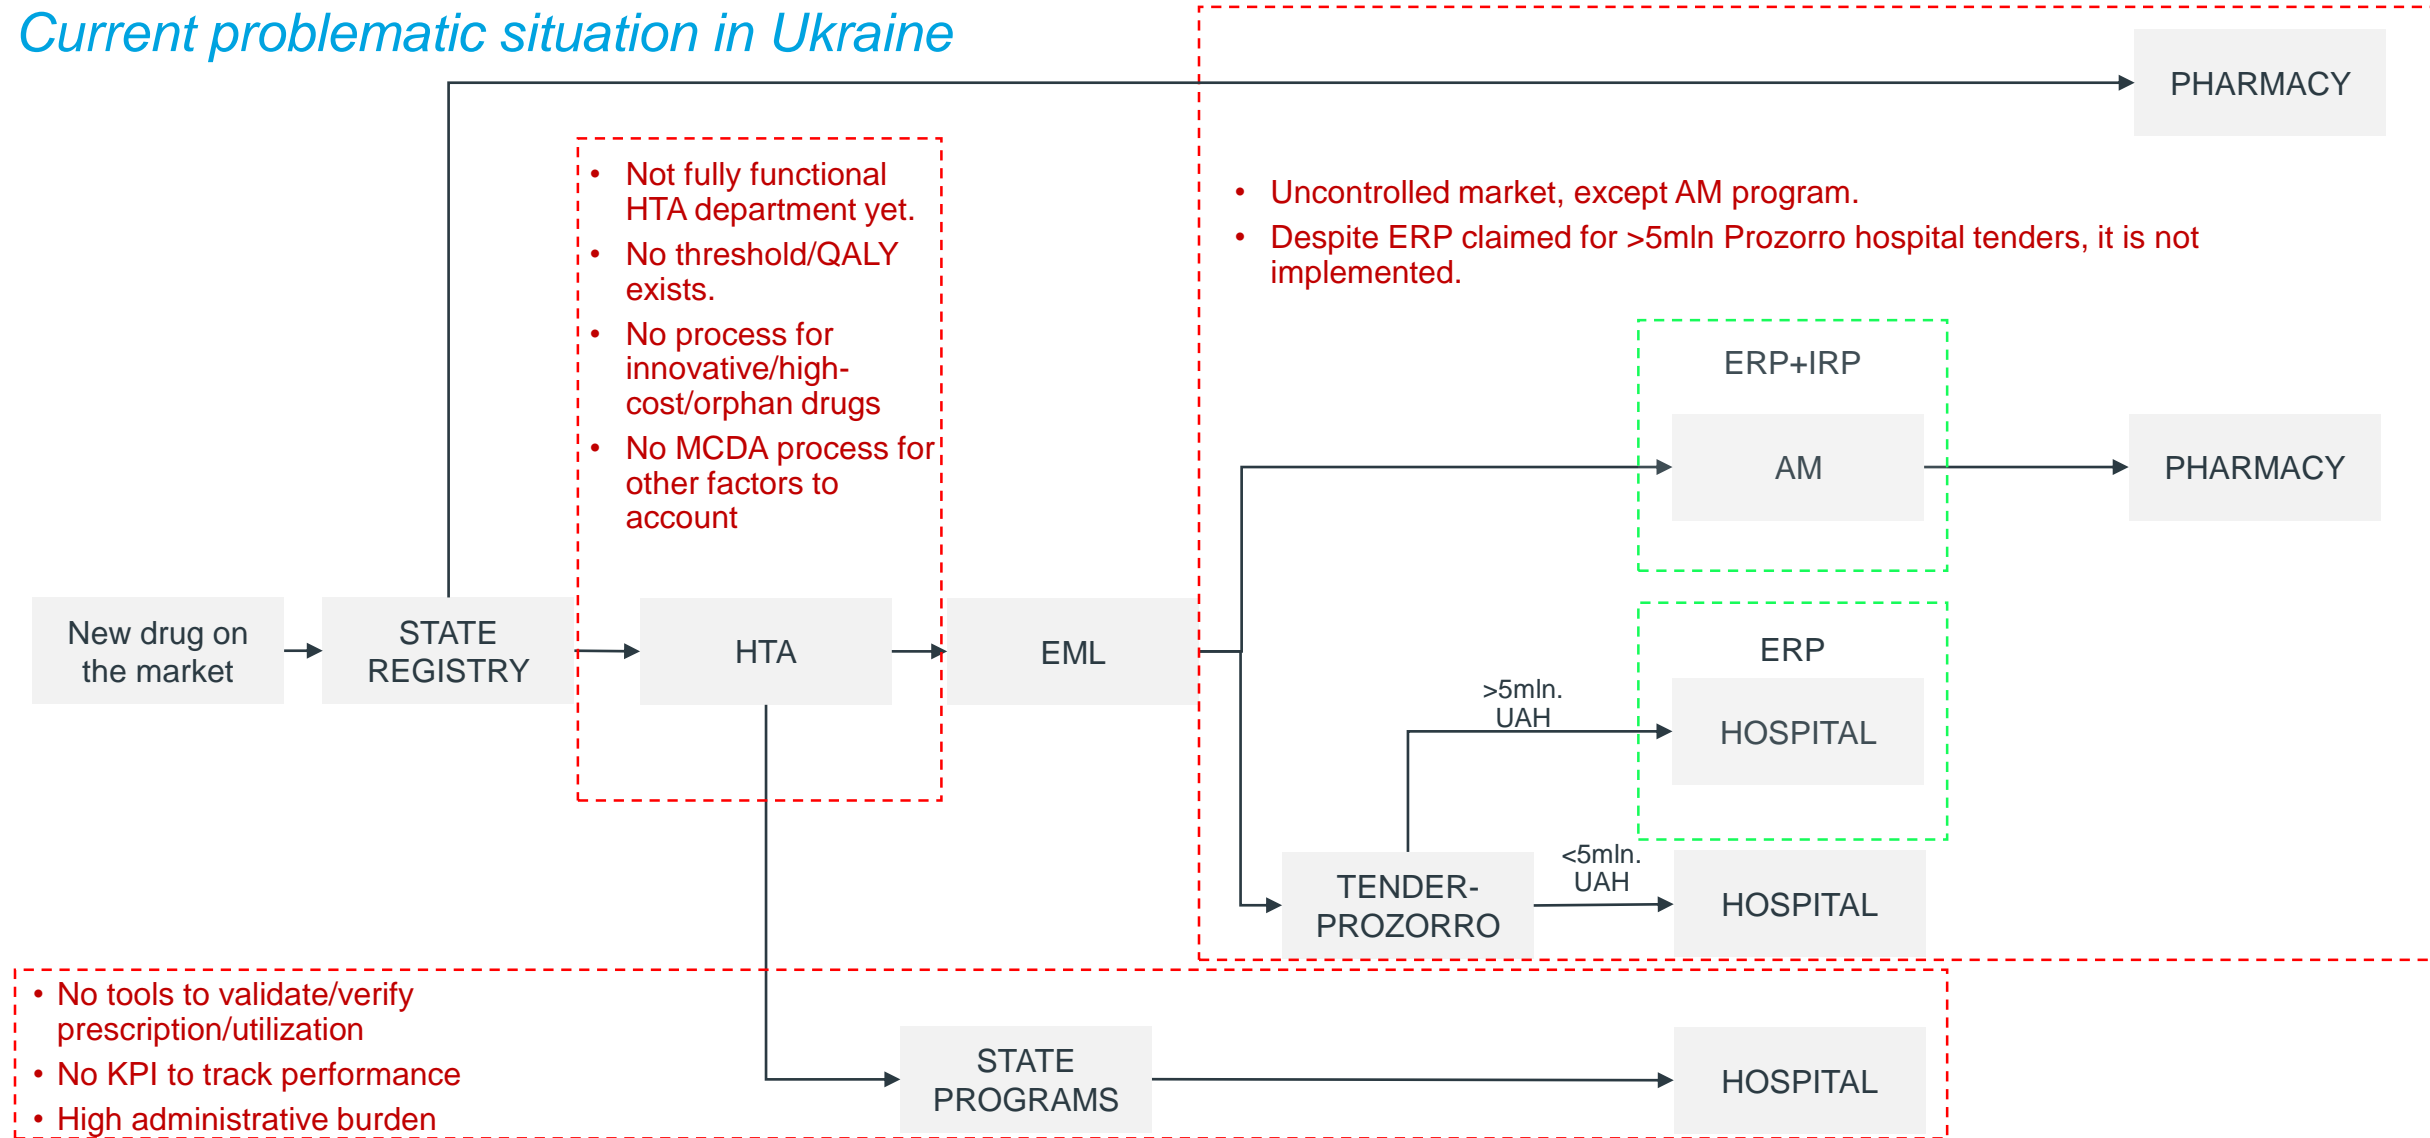 Current problematic situation in Ukraine
PHARMACY
• Not fully functional
HTA department yet.
• No threshold/QALY
exists.
• No process for
innovative/high-
cost/orphan drugs
• No MCDA process for
other factors to
account
• Uncontrolled market, except AM program.
• Despite ERP claimed for >5mln Prozorro hospital tenders, it is not
implemented.
ERP+IRP
AM
PHARMACY
New drug on
the market
STATE
REGISTRY
HTA
EML
ERP
>5mln.
UAH
HOSPITAL
TENDER-
PROZORRO
<5mln.
UAH
HOSPITAL
• No tools to validate/verify
prescription/utilization
• No KPI to track performance
• High administrative burden
STATE
PROGRAMS
HOSPITAL